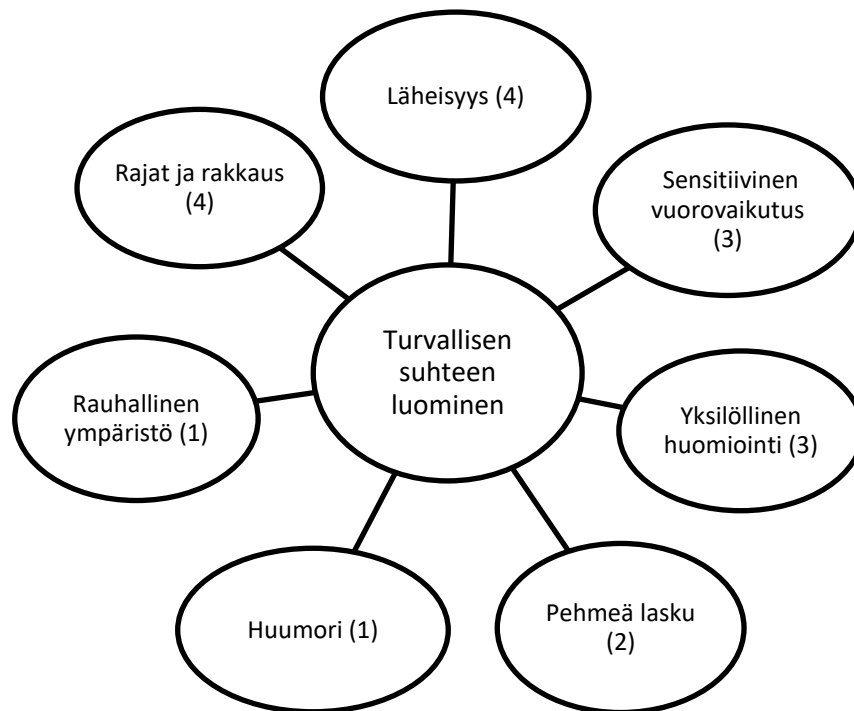 Läheisyys (4)
Rajat ja rakkaus
(4)
Sensitiivinen
vuorovaikutus
(3)
Turvallisen
suhteen
luominen
Rauhallinen
ympäristö (1)
Yksilöllinen
huomiointi (3)
Huumori (1)
Pehmeä lasku
(2)